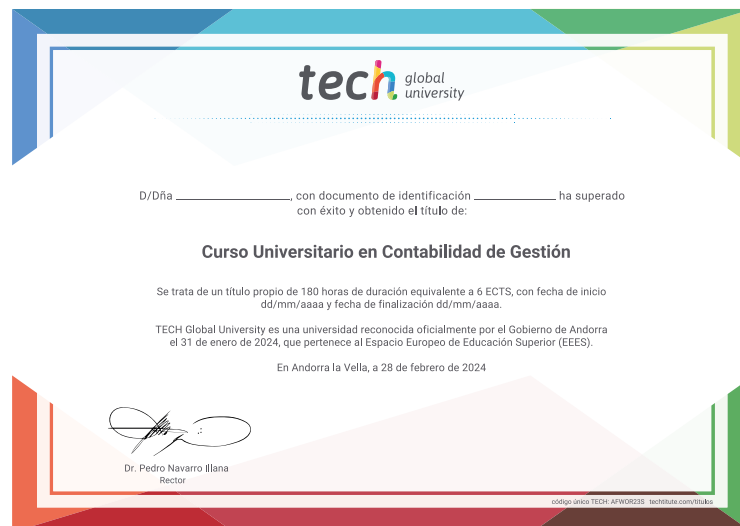 tech global university
D/Dña ____________________, con documento de identificación ______________ ha superado
con éxito y obtenido el título de:
Curso Universitario en Contabilidad de Gestión
Se trata de un título propio de 180 horas de duración equivalente a 6 ECTS, con fecha de inicio
dd/mm/aaaa y fecha de finalización dd/mm/aaaa.
TECH Global University es una universidad reconocida oficialmente por el Gobierno de Andorra
el 31 de enero de 2024, que pertenece al Espacio Europeo de Educación Superior (EEES).
En Andorra la Vella, a 28 de febrero de 2024
Dr. Pedro Navarro Illana
Rector
código único TECH: AFWOR23S techtitute.com/titulos